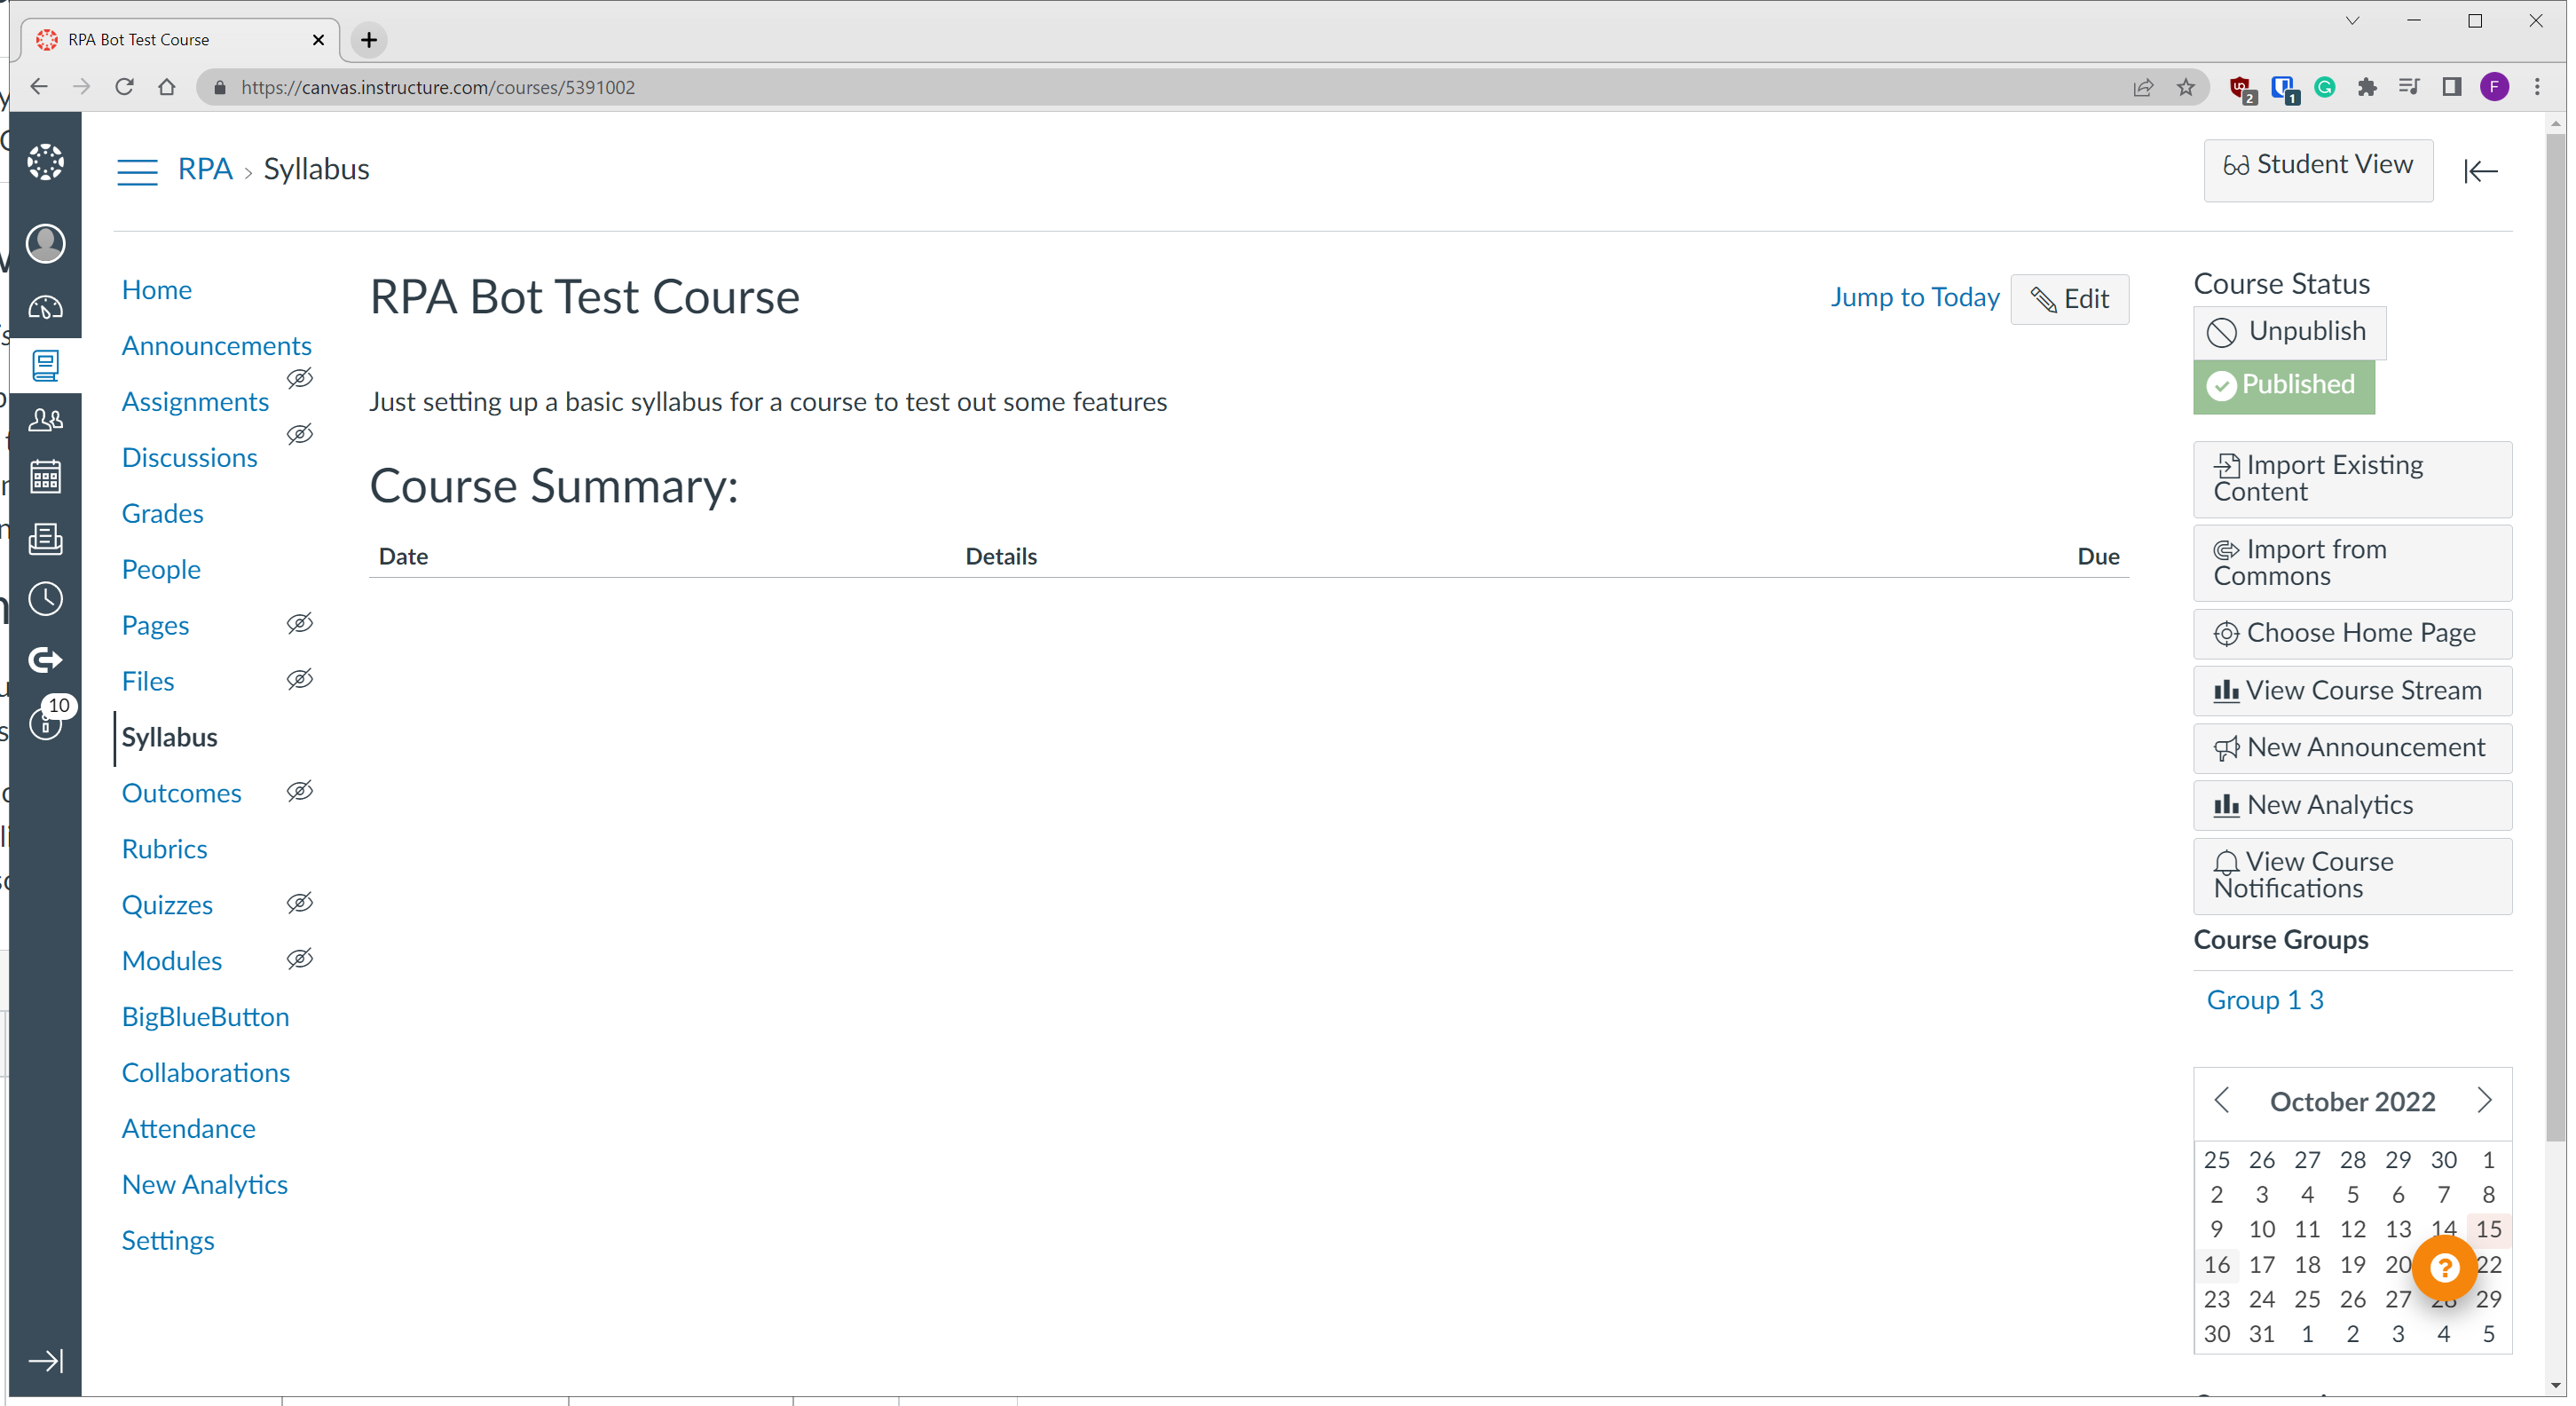 RPA Bot Test Course
https://canvas.instructure.com/courses/5391002
2
1
F
RPA › Syllabus
Student View
Home
Announcements
Assignments
Discussions
Grades
People
Pages
Files
Syllabus
Outcomes
Rubrics
Quizzes
Modules
BigBlueButton
Collaborations
Attendance
New Analytics
Settings
10
RPA Bot Test Course
Jump to Today
Edit
Just setting up a basic syllabus for a course to test out some features
Course Summary:
Date Details Due
Course Status
Unpublish
Published
Import Existing
Content
Import from
Commons
Choose Home Page
View Course Stream
New Announcement
New Analytics
View Course
Notifications
Course Groups
Group 1 3
October 2022
25 26 27 28 29 30 1
2 3 4 5 6 7 8
9 10 11 12 13 14 15
16 17 18 19 20 22
23 24 25 26 27 28 29
30 31 1 2 3 4 5